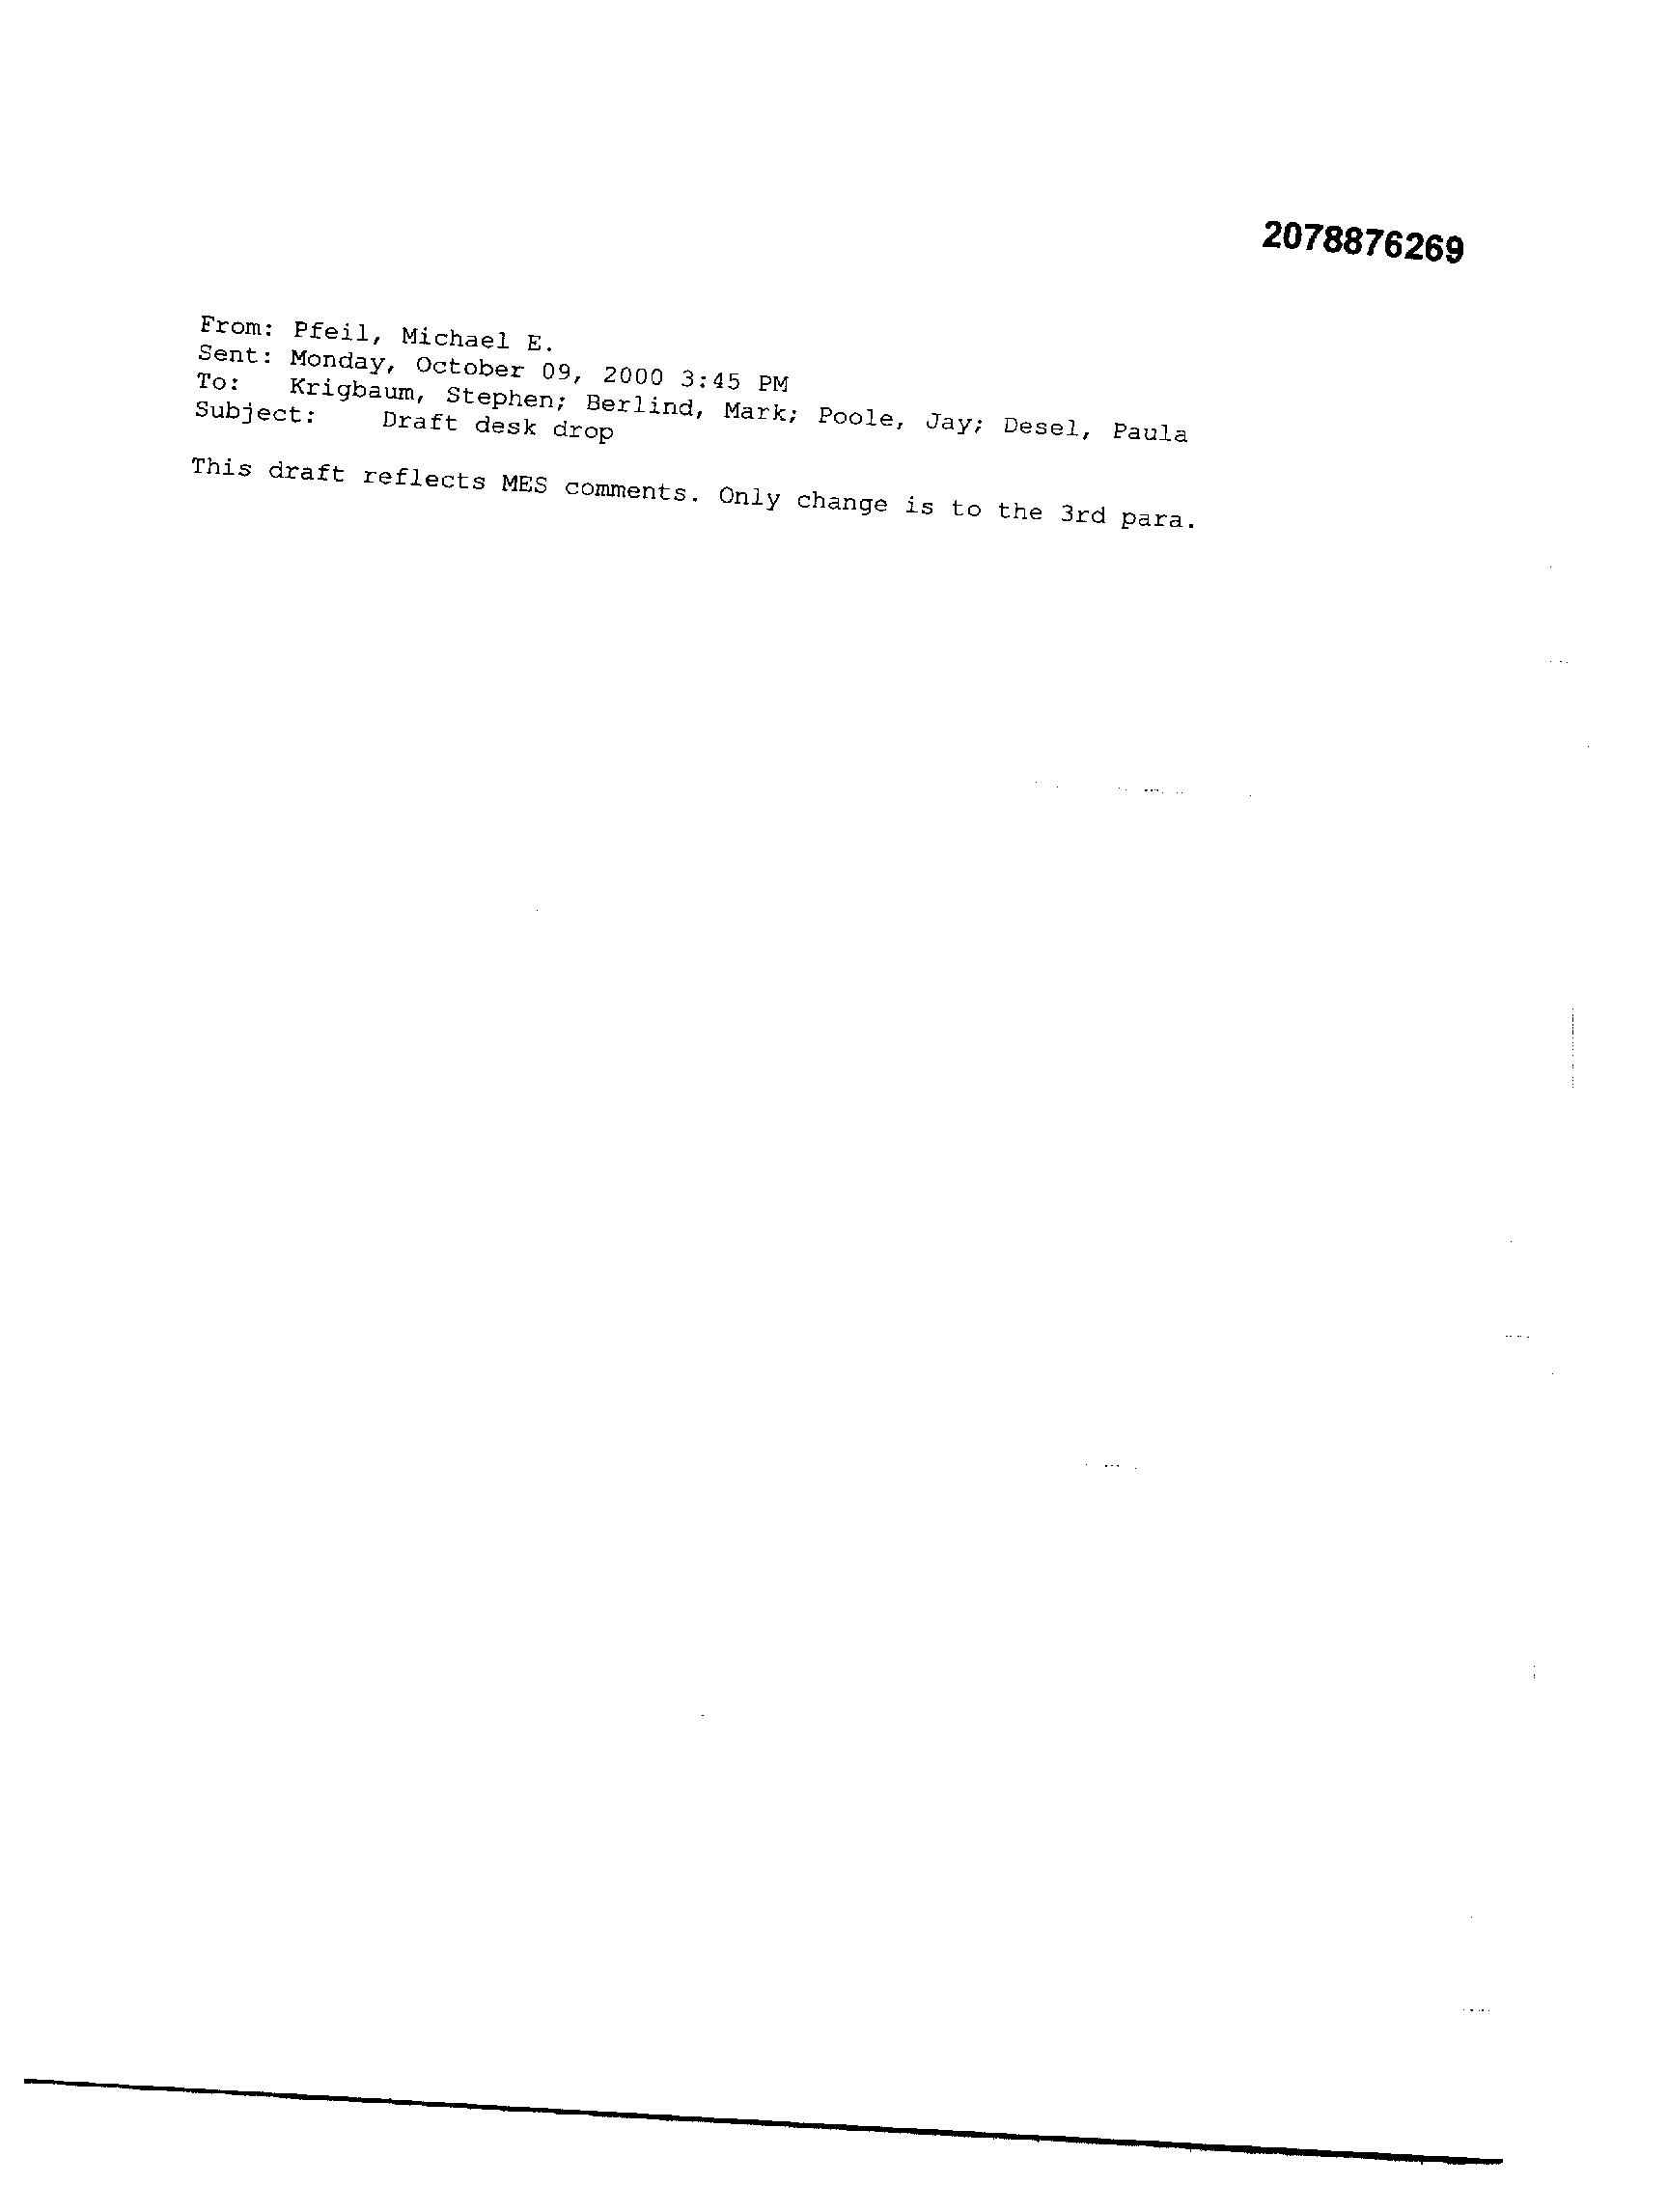 2078876269
From: Pfeil, Michael E.
Sent: Monday, October 09, 2000 3:45 PM
To: Krigbaum, Stephen; Berlind, Mark; Poole, Jay; Desel, Paula
Subject: Draft desk drop
This draft reflects MES comments. Only change is to the 3rd para.